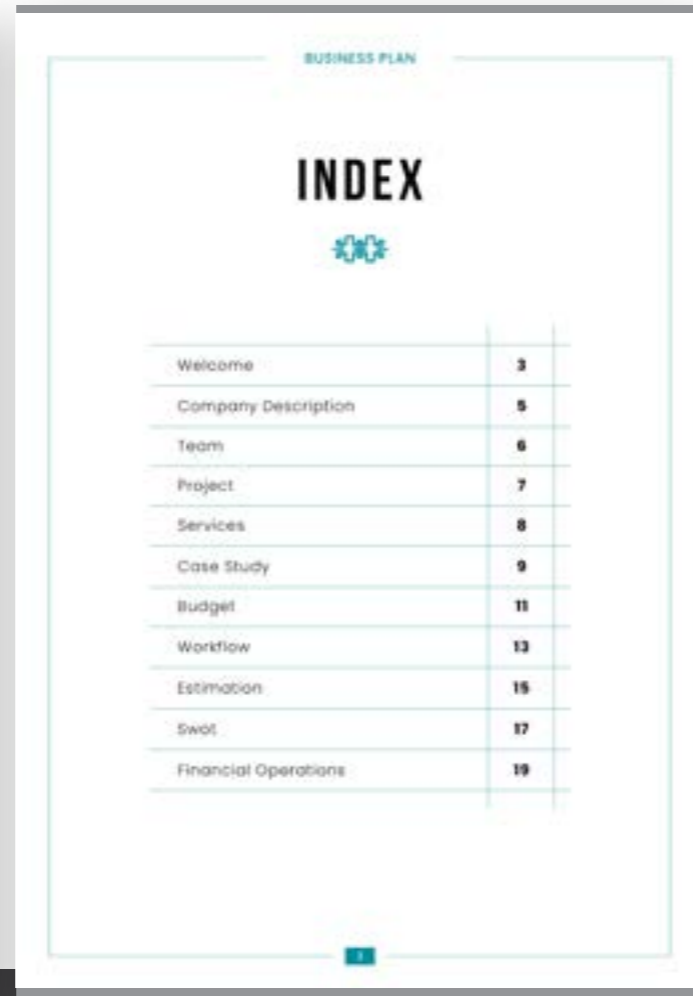 BUSINESS PLAN
INDEX
Welcome 3
Company Description 5
Team 6
Project 7
Services 8
Case Study 9
Budget 11
Workflow 13
Estimation 15
Swot 17
Financial Operations 19